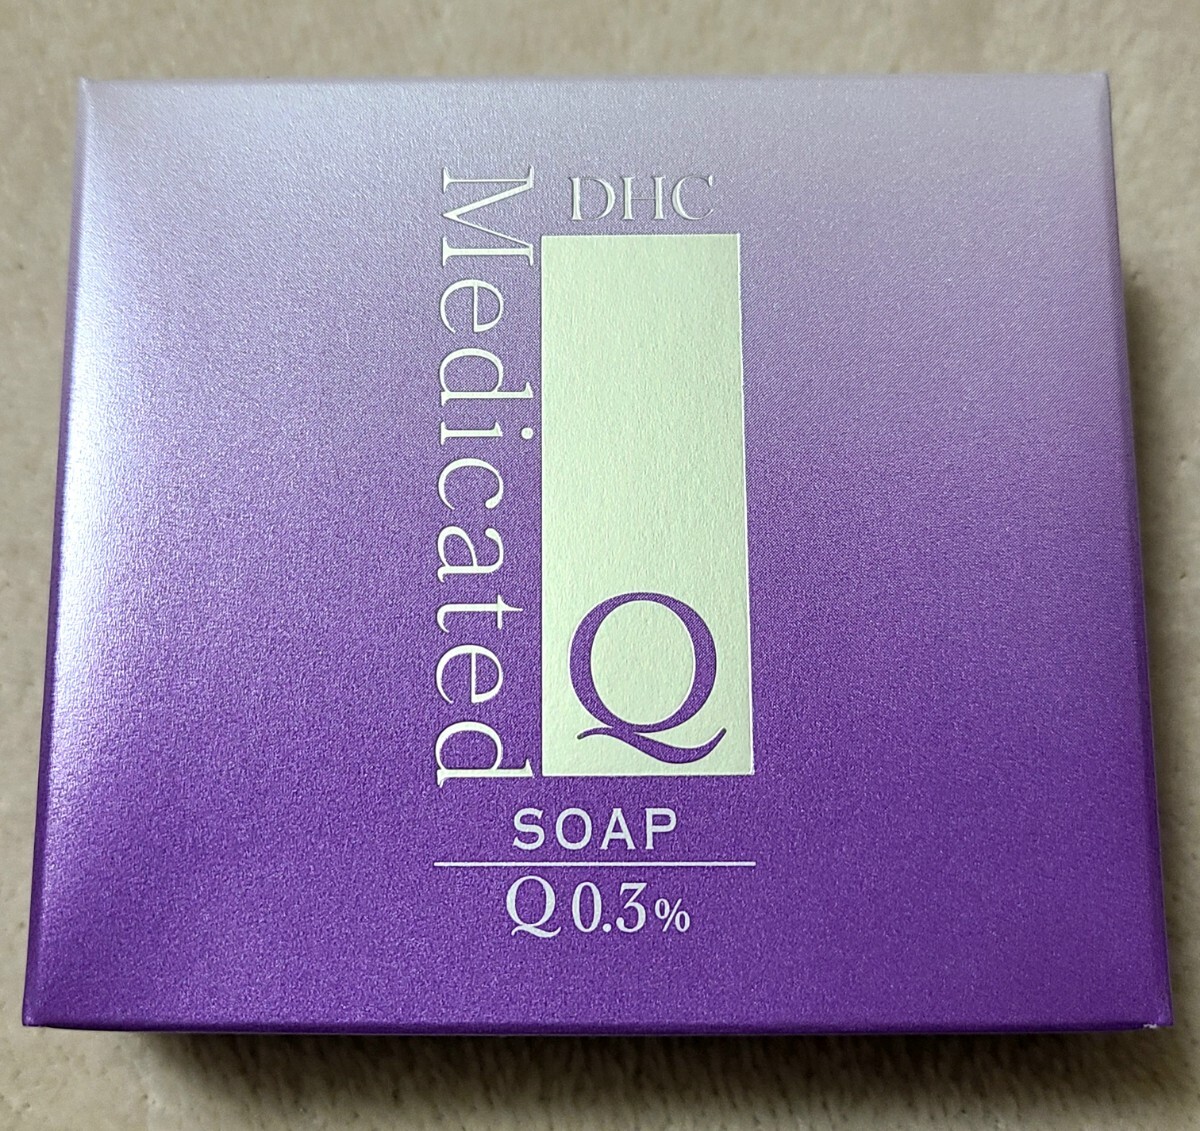 DHC
Medicated
Q
SOAP
Q 0.3%